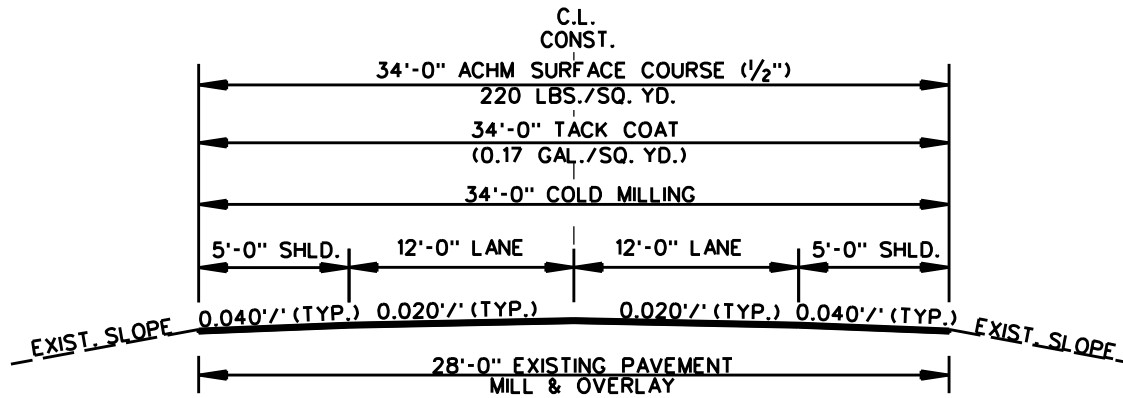 C.L.
CONST.
34'-0" ACHM SURFACE COURSE (1/2")
220 LBS./SQ. YD.
34'-0" TACK COAT
(0.17 GAL./SQ. YD.)
34'-0" COLD MILLING
5'-0" SHLD. 12'-0" LANE 12'-0" LANE 5'-0" SHLD.
EXIST. SLOPE 0.040'/' (TYP.) 0.020'/' (TYP.) 0.020'/' (TYP.) 0.040'/' (TYP.) EXIST. SLOPE
28'-0" EXISTING PAVEMENT
MILL & OVERLAY